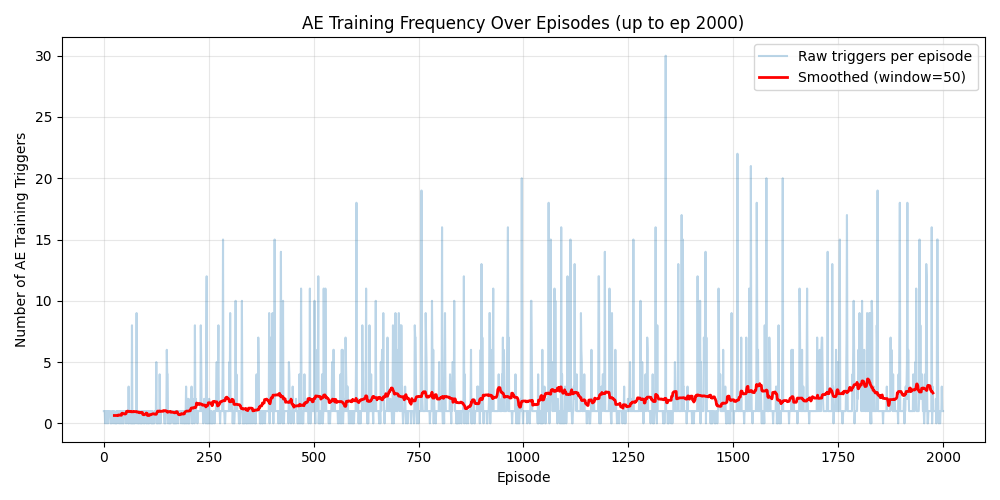 AE Training Frequency Over Episodes (up to ep 2000)
Raw triggers per episode
Smoothed (window=50)
Number of AE Training Triggers
30
25
20
15
10
5
0
0 250 500 750 1000 1250 1500 1750 2000
Episode